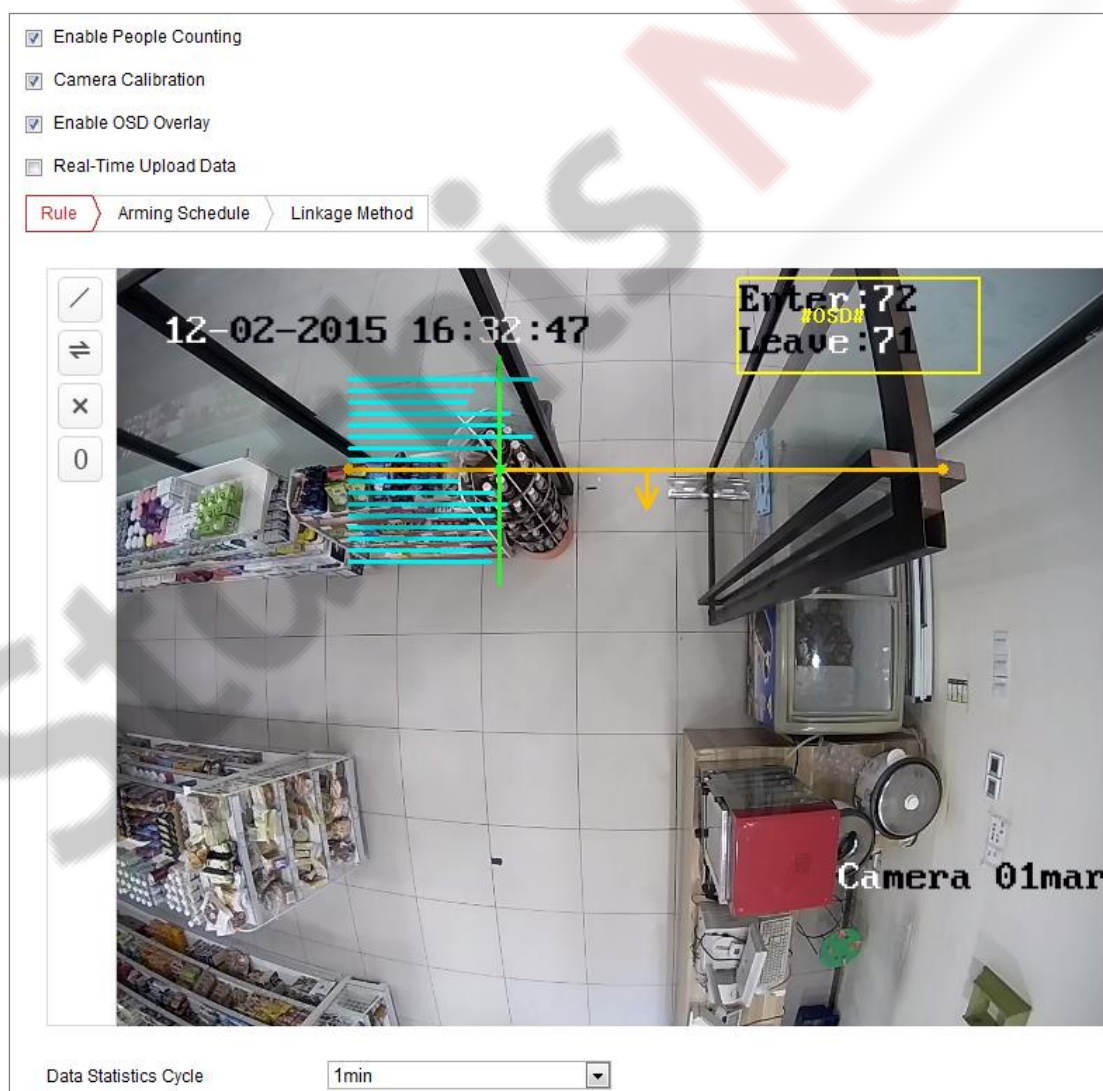 Enable People Counting
Camera Calibration
Enable OSD Overlay
Real-Time Upload Data
Rule Arming Schedule Linkage Method
12-02-2015 16:32:47
Enter:72
#OSD#
Leave:71
0
Camera 01mar
Data Statistics Cycle 1min